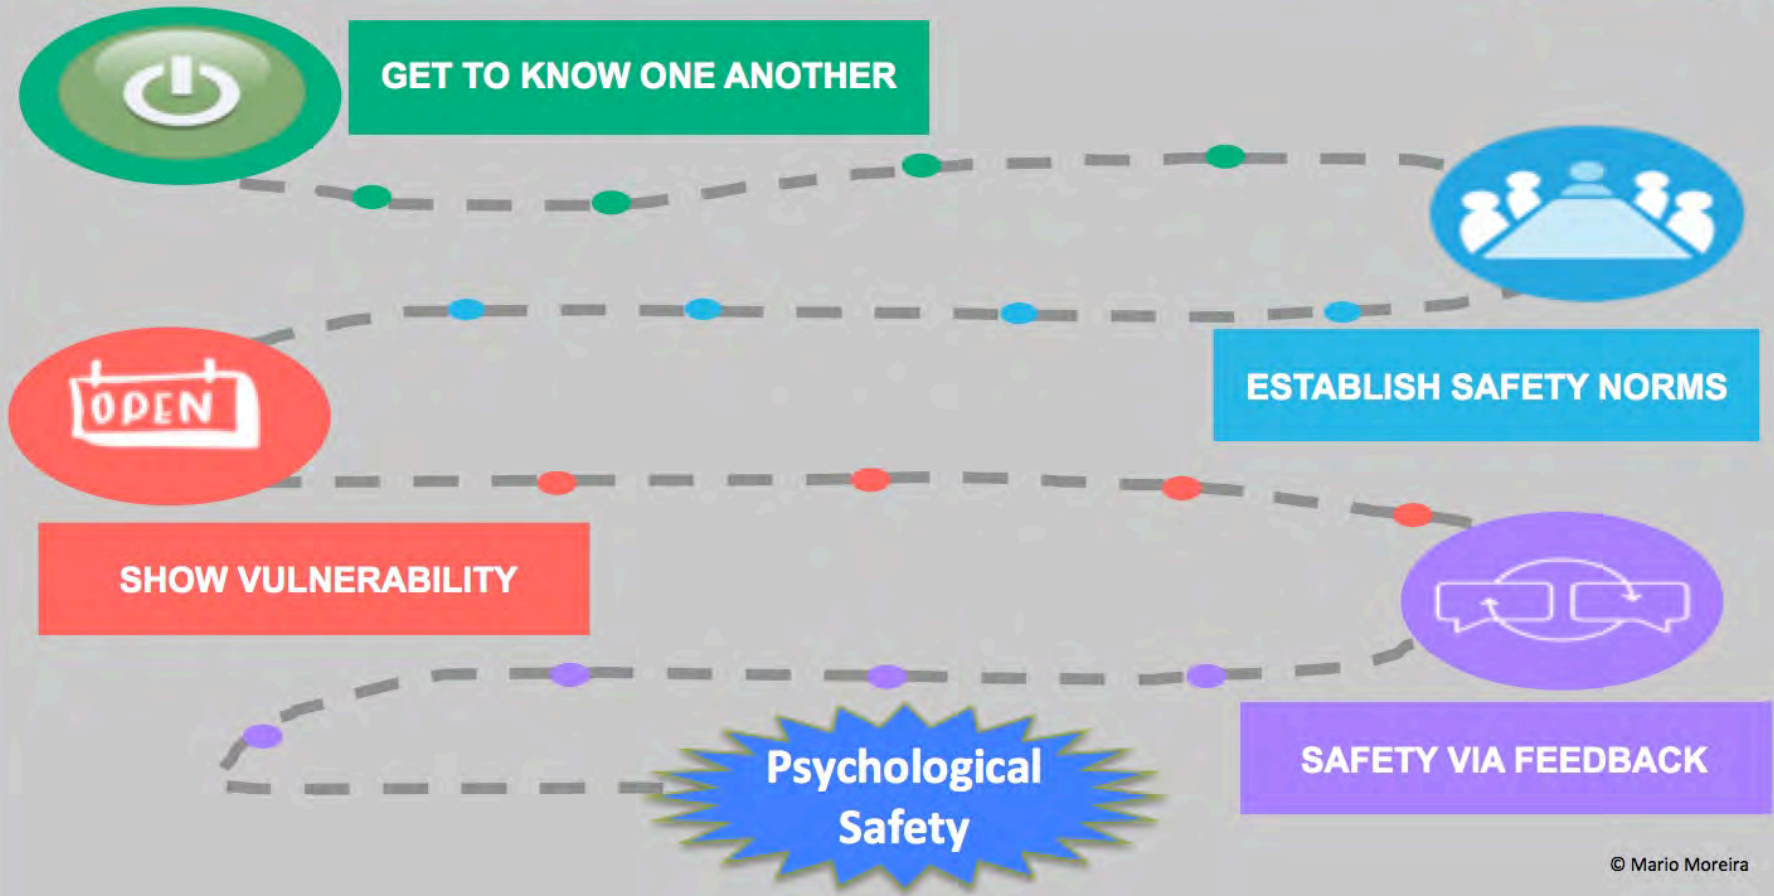 GET TO KNOW ONE ANOTHER
ESTABLISH SAFETY NORMS
OPEN
SHOW VULNERABILITY
SAFETY VIA FEEDBACK
Psychological
Safety
© Mario Moreira